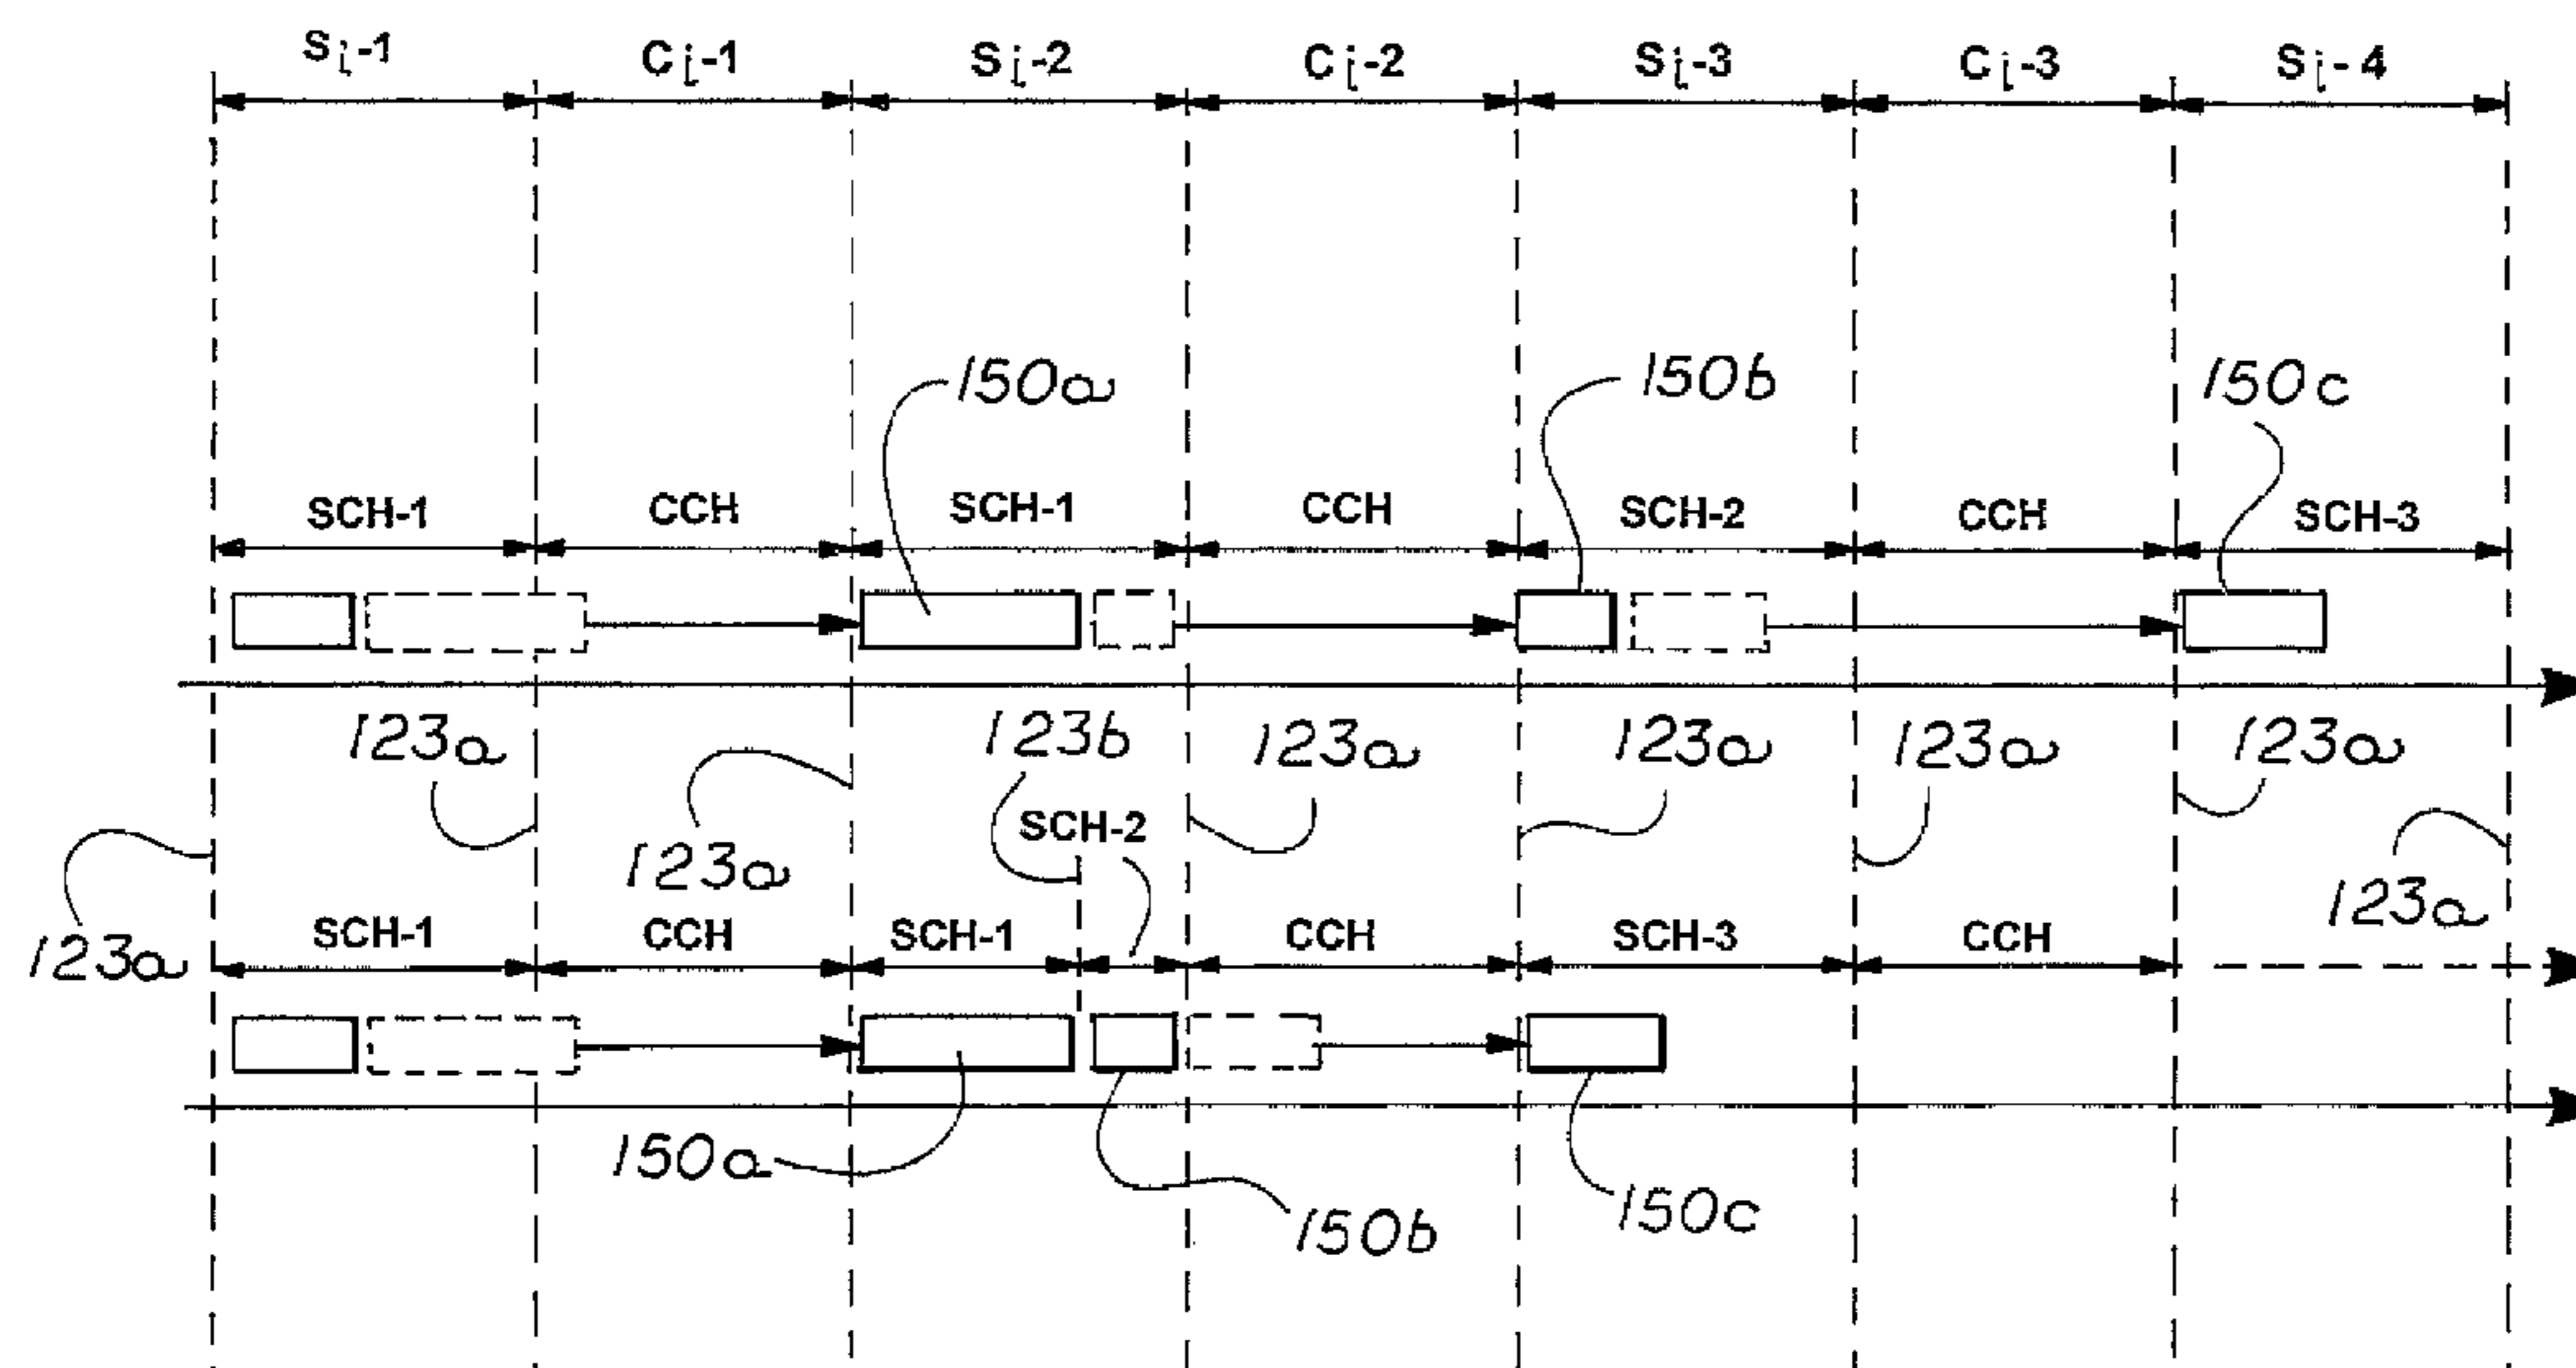 Si-1 Ci-1 Si-2 Ci-2 Si-3 Ci-3 Si-4
150a 150b 150c
SCH-1 CCH SCH-1 CCH SCH-2 CCH SCH-3
123a 123b 123a 123a 123a 123a
SCH-2
123a
123a
SCH-1 CCH SCH-1 CCH SCH-3 CCH
123a
150a 150b 150c